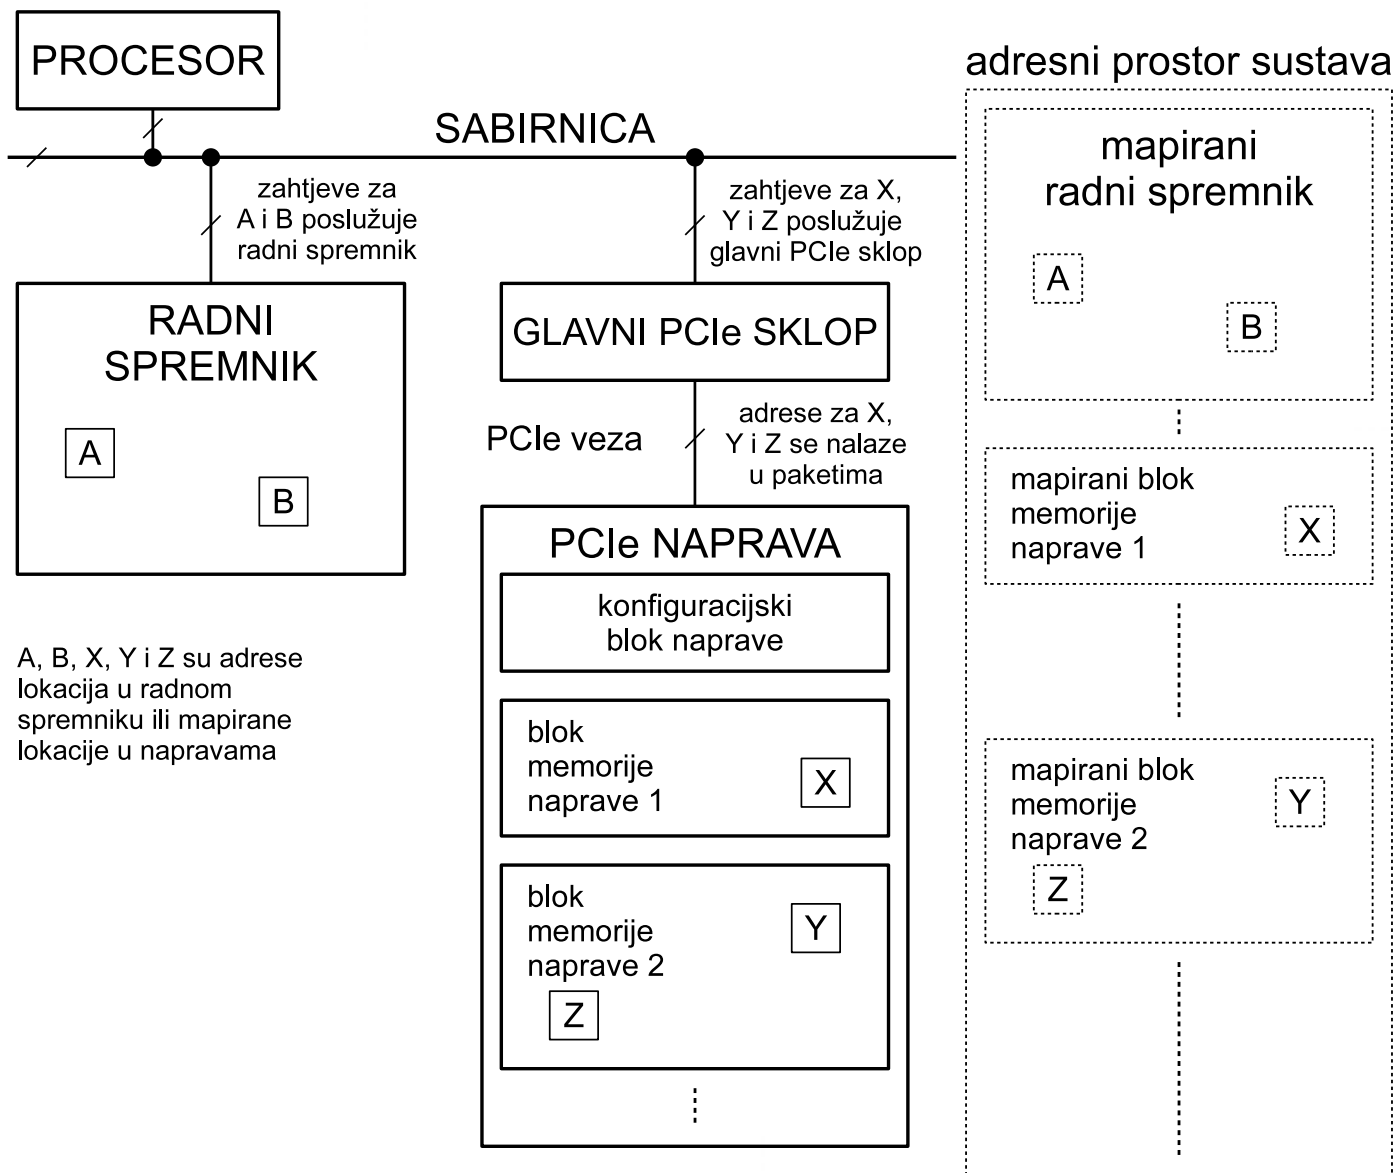 PROCESOR
SABIRNICA
zahtjeve za
A i B poslužuje
radni spremnik
zahtjeve za X,
Y i Z poslužuje
glavni PCIe sklop
RADNI
SPREMNIK
A
B
GLAVNI PCIe SKLOP
PCIe veza
adrese za X,
Y i Z se nalaze
u paketima
PCIe NAPRAVA
konfiguracijski
blok naprave
blok
memorije
naprave 1
X
blok
memorije
naprave 2
Y
Z
A, B, X, Y i Z su adrese
lokacija u radnom
spremniku ili mapirane
lokacije u napravama
adresni prostor sustava
mapirani
radni spremnik
A
B
mapirani blok
memorije
naprave 1
X
mapirani blok
memorije
naprave 2
Y
Z